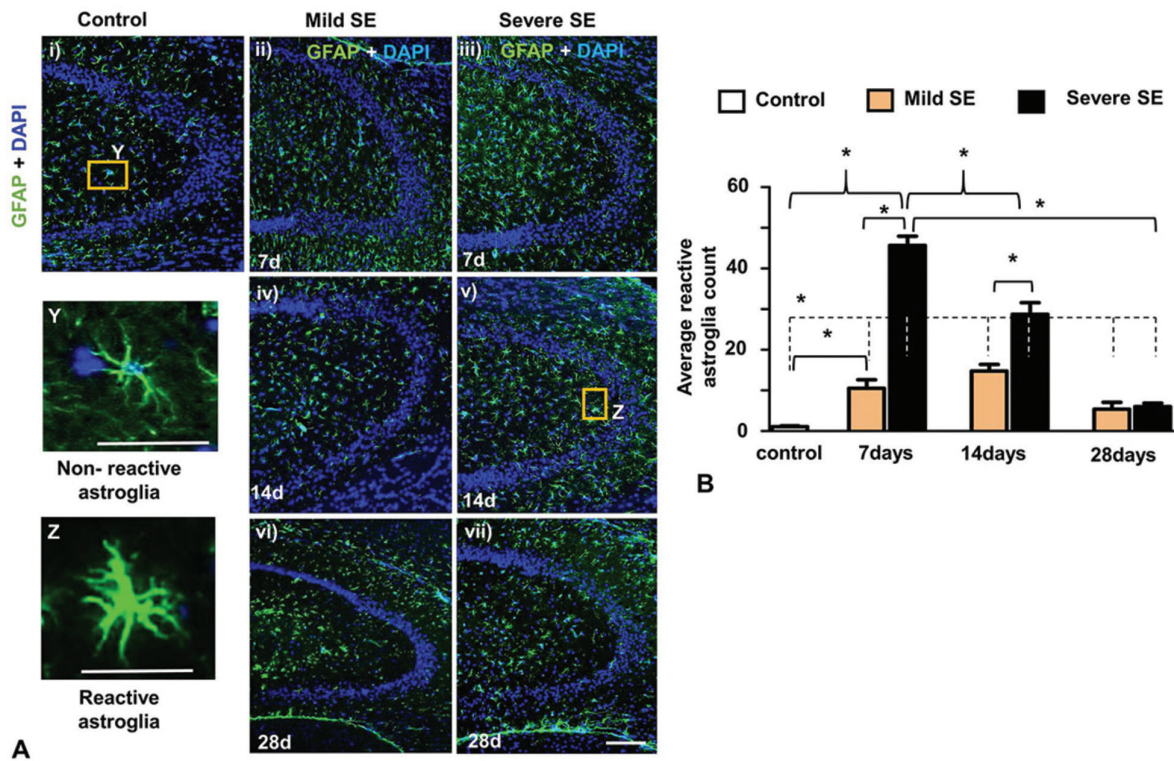 Control
Mild SE
Severe SE
GFAP + DAPI
i)
Y
ii)
GFAP + DAPI
7d
iii)
GFAP + DAPI
7d
Y
Non- reactive
astroglia
iv)
14d
v)
Z
14d
Z
Reactive
astroglia
vi)
28d
vii)
28d
A
Control
Mild SE
Severe SE
*
*
*
*
*
*
*
Average reactive
astroglia count
60
40
20
0
control
7days
14days
28days
B